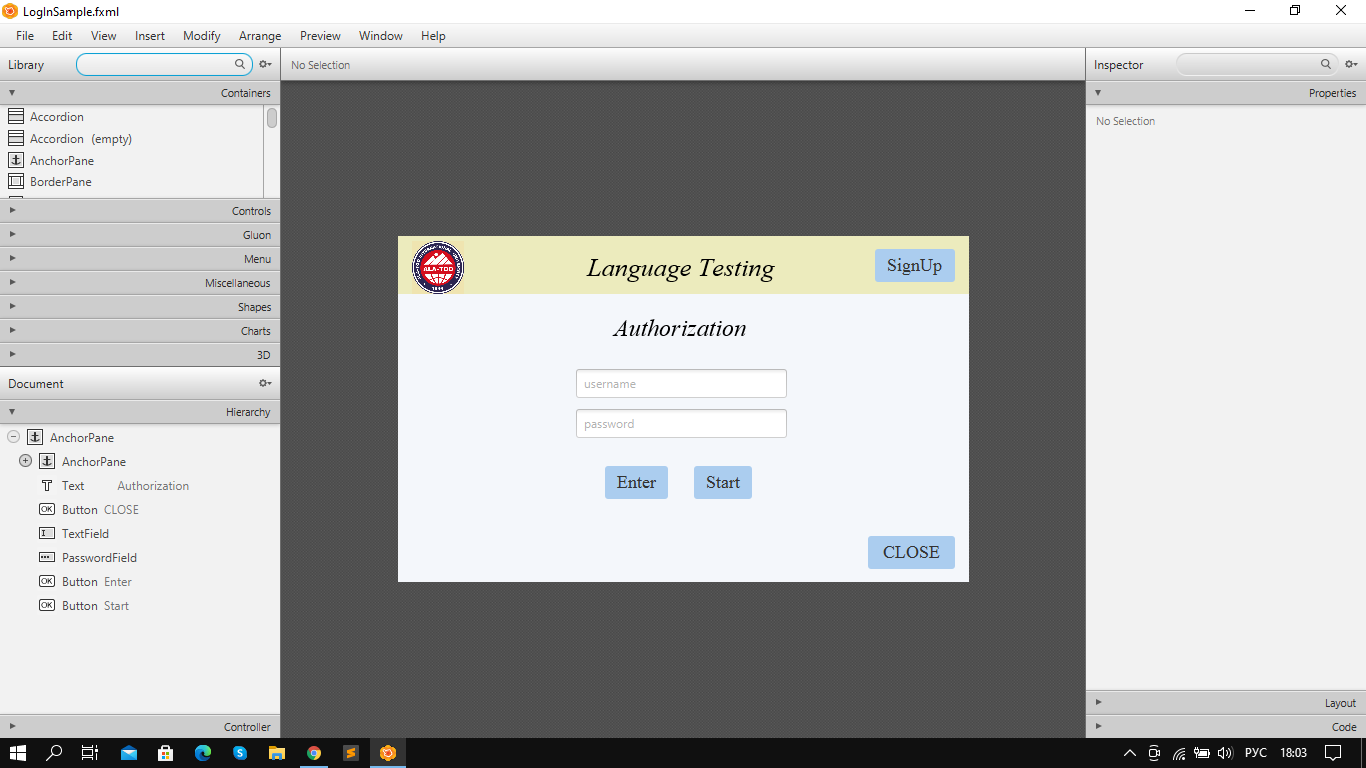 LogInSample.fxml
File Edit View Insert Modify Arrange Preview Window Help
Library
No Selection
Inspector
Containers
Accordion
Accordion (empty)
AnchorPane
BorderPane
Controls
Gluon
Menu
Miscellaneous
Shapes
Charts
3D
Document
Hierarchy
AnchorPane
AnchorPane
Text Authorization
OK Button CLOSE
TextField
PasswordField
OK Button Enter
OK Button Start
Controller
ALA-TOO
Language Testing
SignUp
Authorization
username
password
Enter
Start
CLOSE
Properties
No Selection
Layout
Code
РУС
18:03